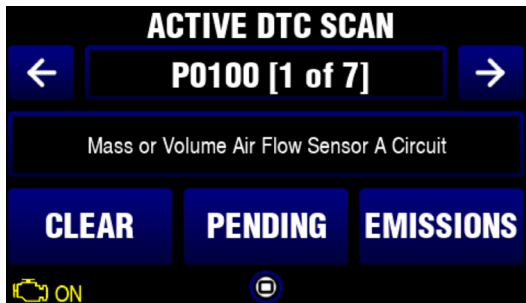 ACTIVE DTC SCAN
P0100 [1 of 7]
Mass or Volume Air Flow Sensor A Circuit
CLEAR PENDING EMISSIONS
ON